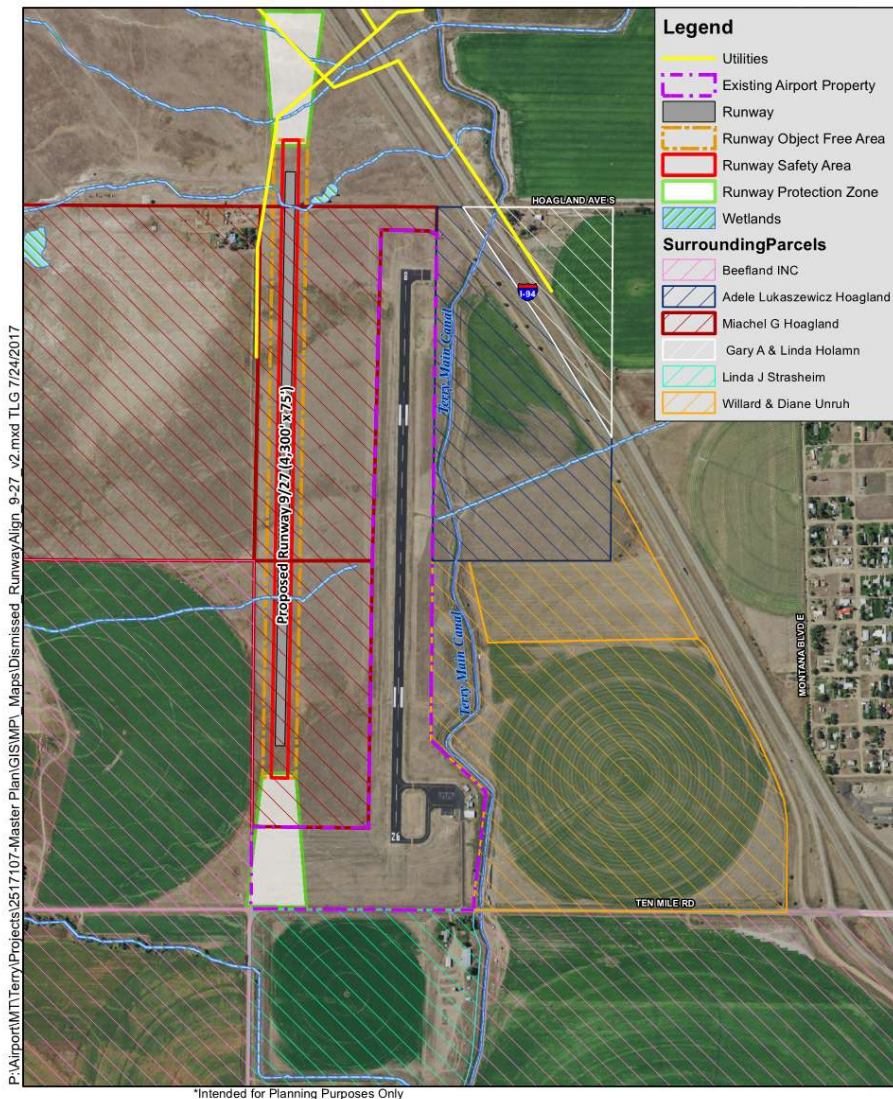 Legend
Utilities
Existing Airport Property
Runway
Runway Object Free Area
Runway Safety Area
Runway Protection Zone
Wetlands
SurroundingParcels
Beefland INC
Adele Lukaszewicz Hoagland
Miachel G Hoagland
Gary A & Linda Holamn
Linda J Strasheim
Willard & Diane Unruh
HOAGLAND AVE S
I-94
Terry Main Canal
Proposed Runway 9/27 (4,300' x 75')
Terry Main Canal
MONTANA BLVD E
26
TEN MILE RD
P:\Airport\MT\Terry\Projects\2517107-Master Plan\GIS\MP\_Maps\Dismissed_RunwayAlign_9-27_v2.mxd TLG 7/24/2017
*Intended for Planning Purposes Only